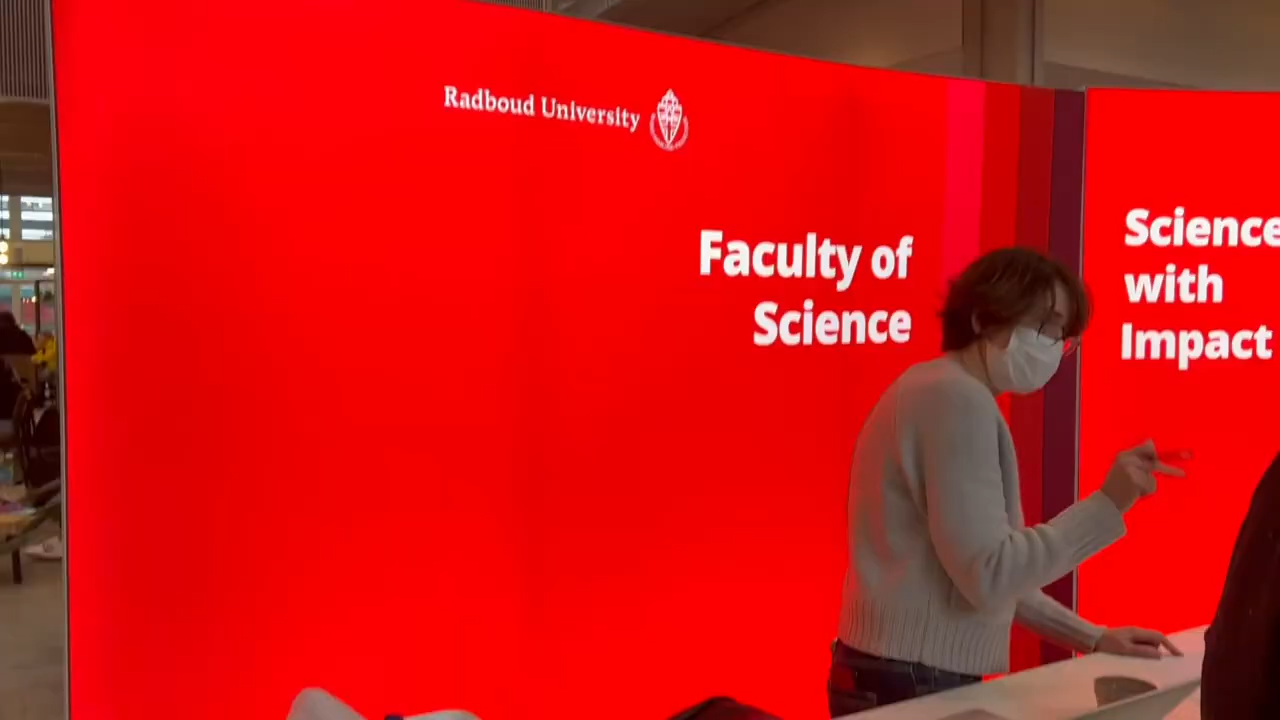 Radboud University
Faculty of
Science
Science
with
Impact